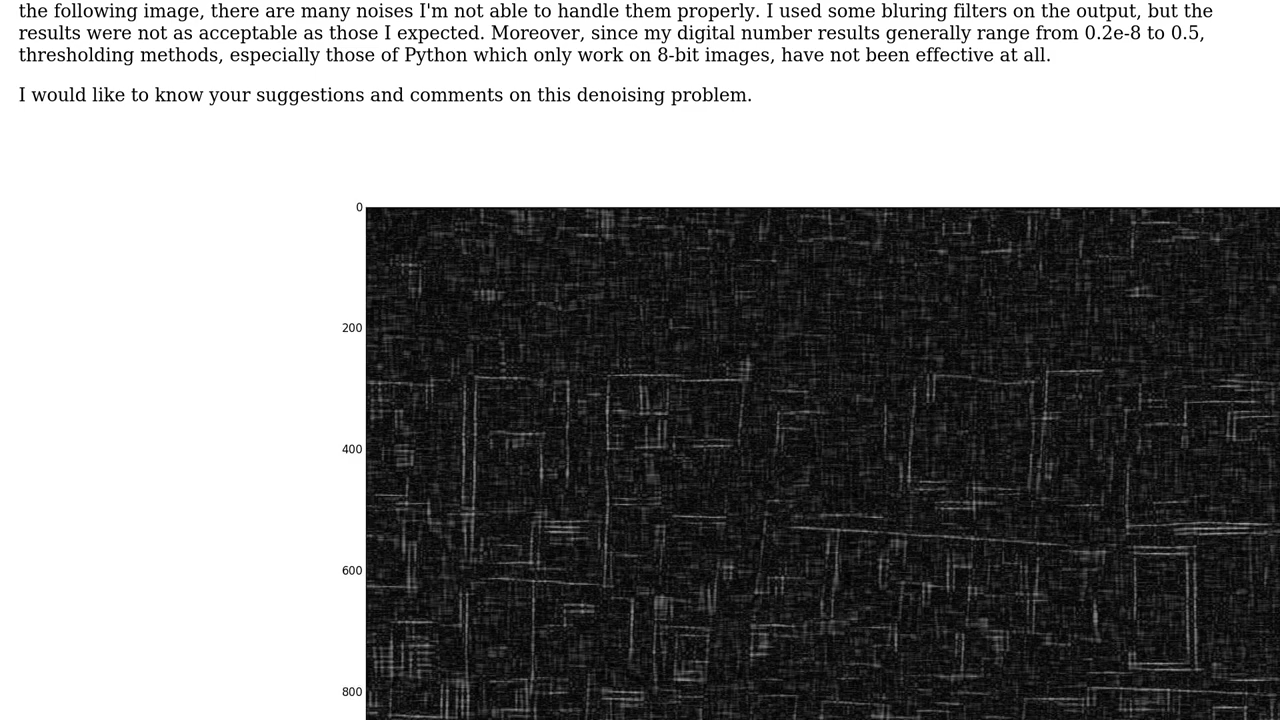 the following image, there are many noises I'm not able to handle them properly. I used some bluring filters on the output, but the
results were not as acceptable as those I expected. Moreover, since my digital number results generally range from 0.2e-8 to 0.5,
thresholding methods, especially those of Python which only work on 8-bit images, have not been effective at all.
I would like to know your suggestions and comments on this denoising problem.
0
200
400
600
800